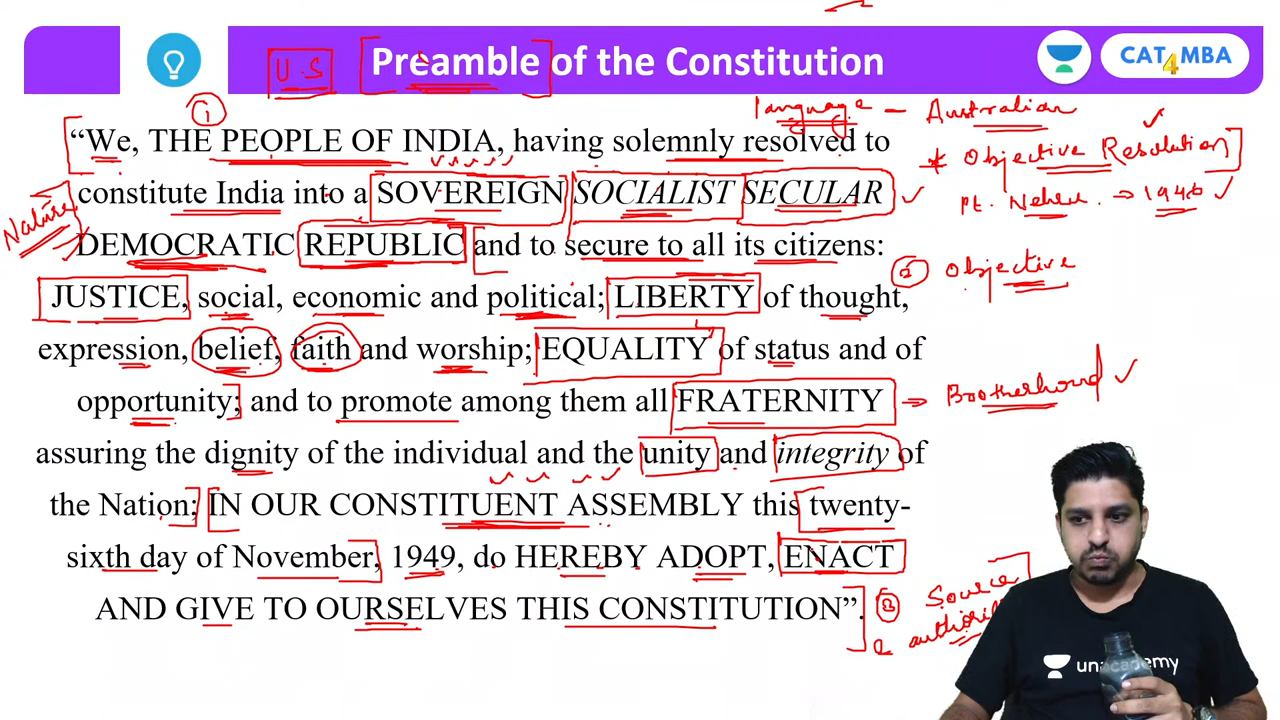 U.S
Preamble of the Constitution
CAT4MBA
1
language - Australian
"We, THE PEOPLE OF INDIA, having solemnly resolved to
* Objective Resolution
constitute India into a SOVEREIGN SOCIALIST SECULAR
Pt. Nehru. → 1946
Nature
DEMOCRATIC REPUBLIC and to secure to all its citizens:
2 Objective
JUSTICE, social, economic and political; LIBERTY of thought,
expression, belief, faith and worship; EQUALITY of status and of
opportunity; and to promote among them all FRATERNITY
→ Brotherhood
assuring the dignity of the individual and the unity and integrity of
the Nation; IN OUR CONSTITUENT ASSEMBLY this twenty-
sixth day of November, 1949, do HEREBY ADOPT, ENACT
AND GIVE TO OURSELVES THIS CONSTITUTION".
3 Source
unacademy